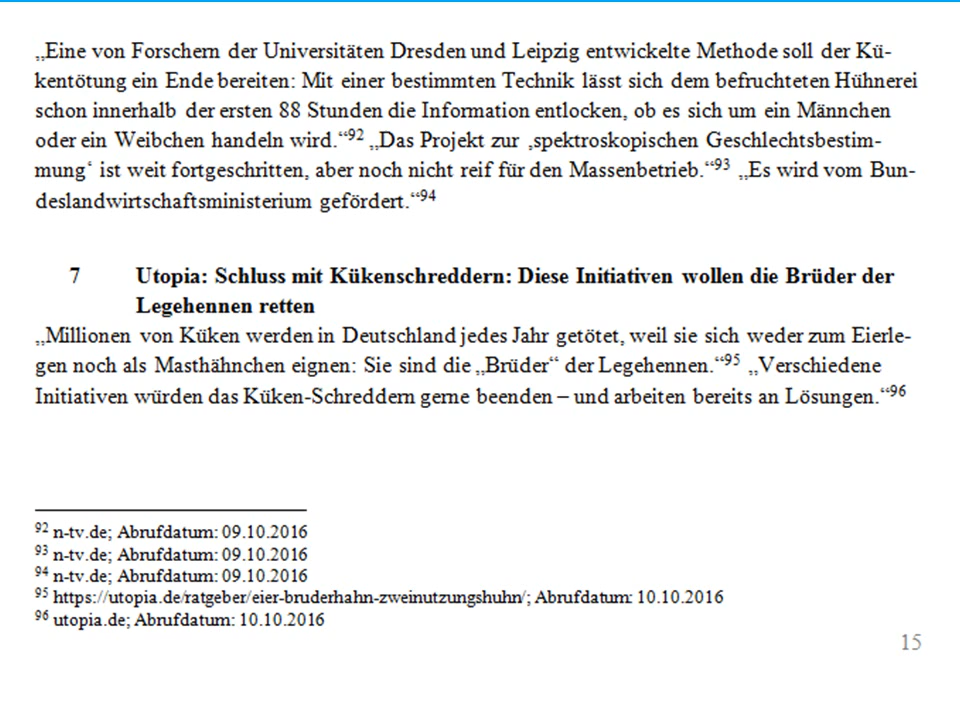 „Eine von Forschern der Universitäten Dresden und Leipzig entwickelte Methode soll der Kü-
kentötung ein Ende bereiten: Mit einer bestimmten Technik lässt sich dem befruchteten Hühnerei
schon innerhalb der ersten 88 Stunden die Information entlocken, ob es sich um ein Männchen
oder ein Weibchen handeln wird.“92 „Das Projekt zur ‚spektroskopischen Geschlechtsbestim-
mung‘ ist weit fortgeschritten, aber noch nicht reif für den Massenbetrieb.“93 „Es wird vom Bun-
deslandwirtschaftsministerium gefördert.“94
7 Utopia: Schluss mit Kükenschreddern: Diese Initiativen wollen die Brüder der
Legehennen retten
„Millionen von Küken werden in Deutschland jedes Jahr getötet, weil sie sich weder zum Eierle-
gen noch als Masthähnchen eignen: Sie sind die „Brüder“ der Legehennen.“95 „Verschiedene
Initiativen würden das Küken-Schreddern gerne beenden – und arbeiten bereits an Lösungen.“96
92 n-tv.de; Abrufdatum: 09.10.2016
93 n-tv.de; Abrufdatum: 09.10.2016
94 n-tv.de; Abrufdatum: 09.10.2016
95 https://utopia.de/ratgeber/eier-bruderhahn-zweinutzungshuhn/; Abrufdatum: 10.10.2016
96 utopia.de; Abrufdatum: 10.10.2016
15